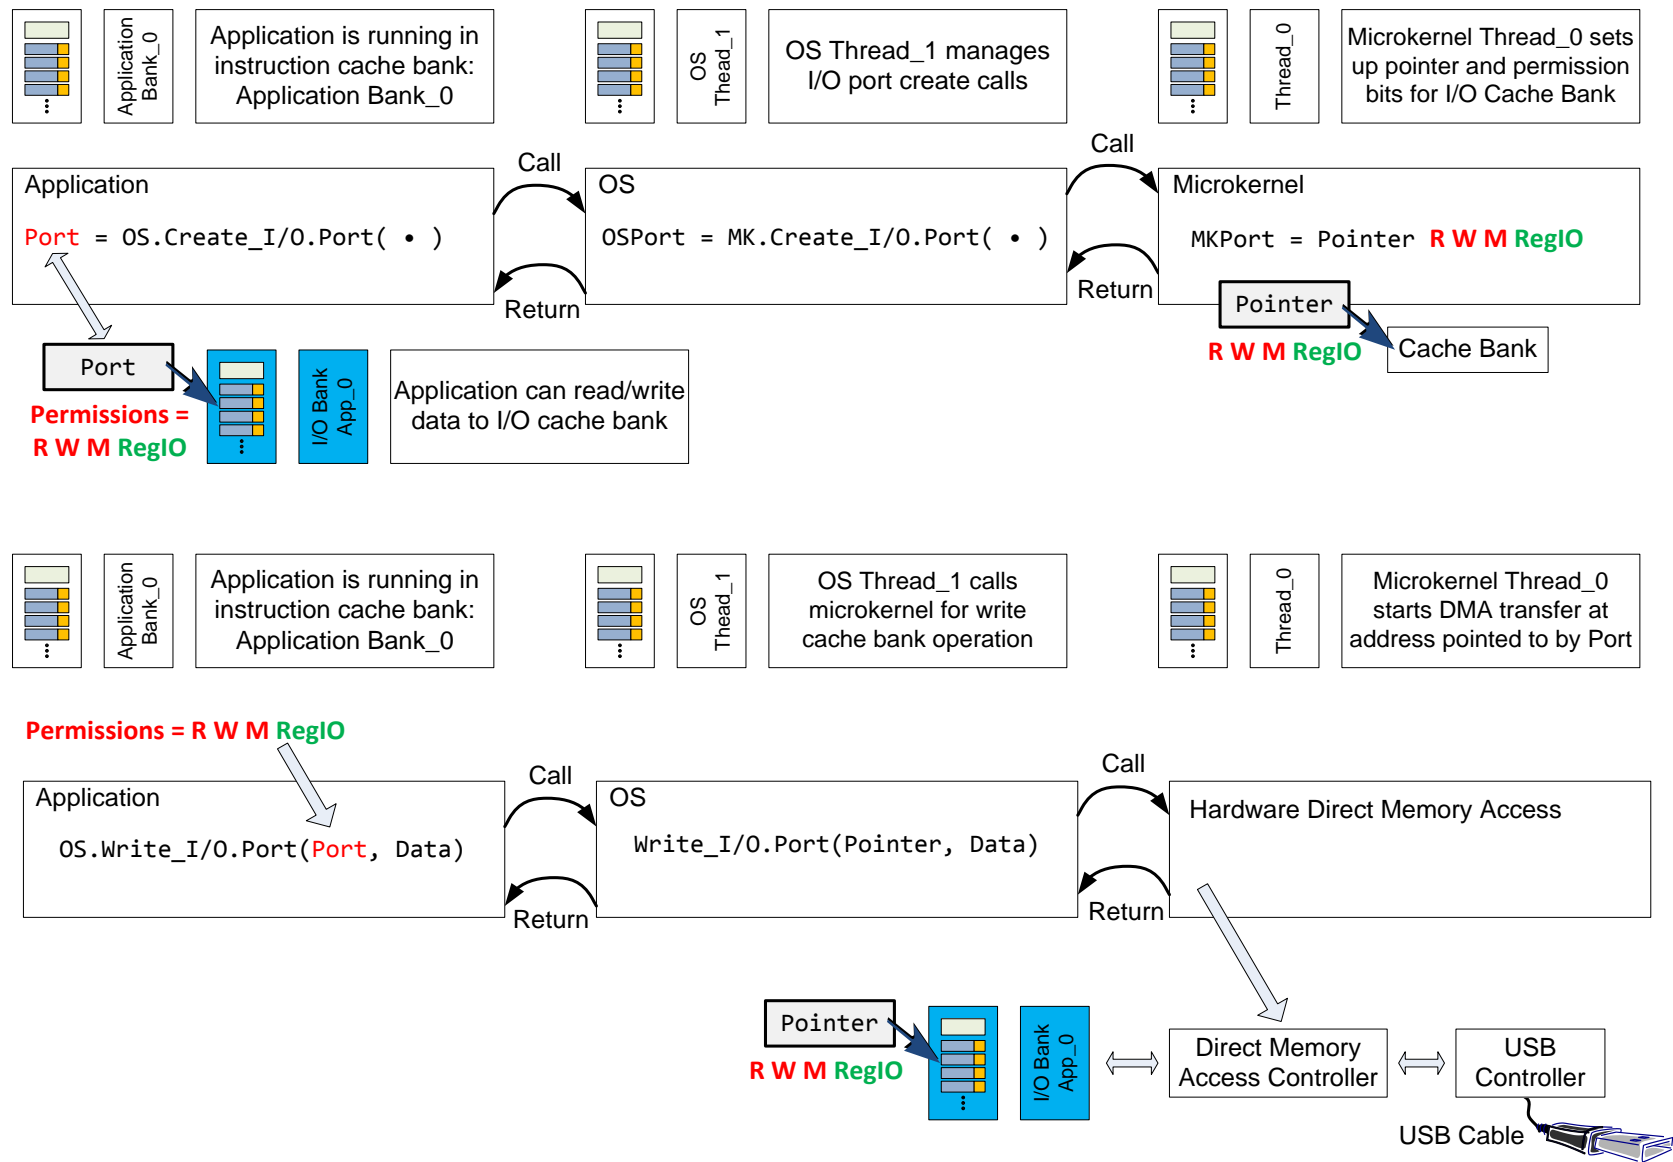 Application
Bank_0
Application is running in
instruction cache bank:
Application Bank_0
OS
Thead_1
OS Thread_1 manages
I/O port create calls
Thread_0
Microkernel Thread_0 sets
up pointer and permission
bits for I/O Cache Bank
Application
Port = OS.Create_I/O.Port( • )
Call
Return
OS
OSPort = MK.Create_I/O.Port( • )
Call
Return
Microkernel
MKPort = Pointer R W M RegIO
Pointer
R W M RegIO
Cache Bank
Port
Permissions =
R W M RegIO
I/O Bank
App_0
Application can read/write
data to I/O cache bank
Application
Bank_0
Application is running in
instruction cache bank:
Application Bank_0
OS
Thead_1
OS Thread_1 calls
microkernel for write
cache bank operation
Thread_0
Microkernel Thread_0
starts DMA transfer at
address pointed to by Port
Permissions = R W M RegIO
Application
OS.Write_I/O.Port(Port, Data)
Call
Return
OS
Write_I/O.Port(Pointer, Data)
Call
Return
Hardware Direct Memory Access
Pointer
R W M RegIO
I/O Bank
App_0
Direct Memory
Access Controller
USB
Controller
USB Cable